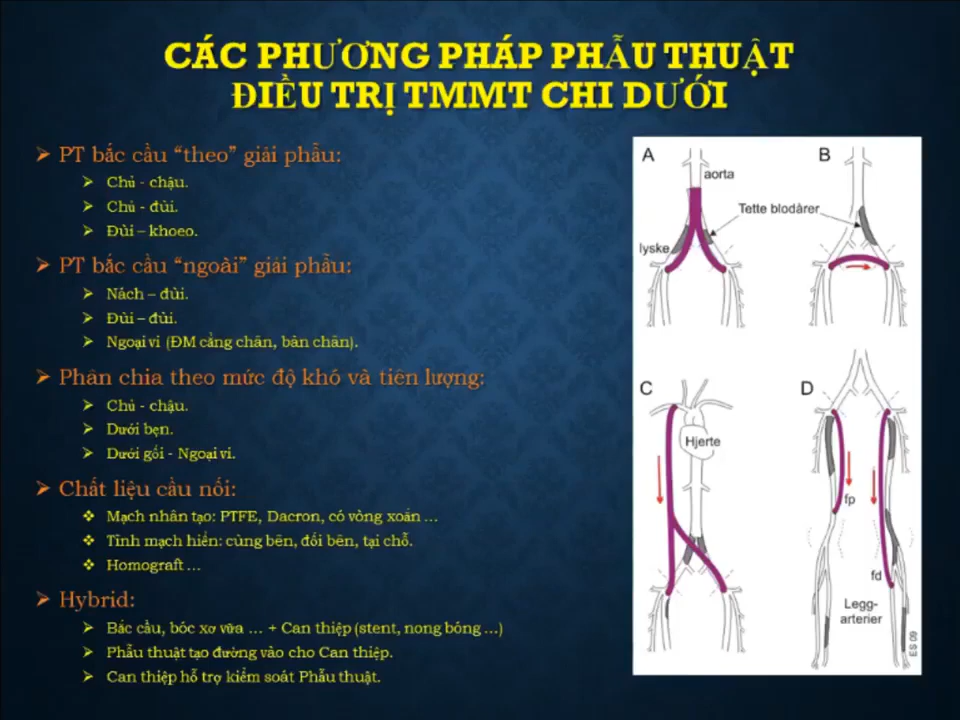 CÁC PHƯƠNG PHÁP PHẪU THUẬT
ĐIỀU TRỊ TMMT CHI DƯỚI
PT bắc cầu “theo” giải phẫu:
Chủ - chậu.
Chủ - đùi.
Đùi – khoeo.
PT bắc cầu “ngoài” giải phẫu:
Nách – đùi.
Đùi – đùi.
Ngoại vi (ĐM cẳng chân, bàn chân).
Phân chia theo mức độ khó và tiên lượng:
Chủ - chậu.
Dưới bẹn.
Dưới gối - Ngoại vi.
Chất liệu cầu nối:
Mạch nhân tạo: PTFE, Dacron, có vòng xoắn ...
Tĩnh mạch hiển: cùng bên, đối bên, tại chỗ.
Homograft ...
Hybrid:
Bắc cầu, bóc xơ vữa ... + Can thiệp (stent, nong bóng ...)
Phẫu thuật tạo đường vào cho Can thiệp.
Can thiệp hỗ trợ kiểm soát Phẫu thuật.
A
B
aorta
Tette blodårer
lyske
C
D
Hjerte
fp
fd
Legg-
arterier
ES 09